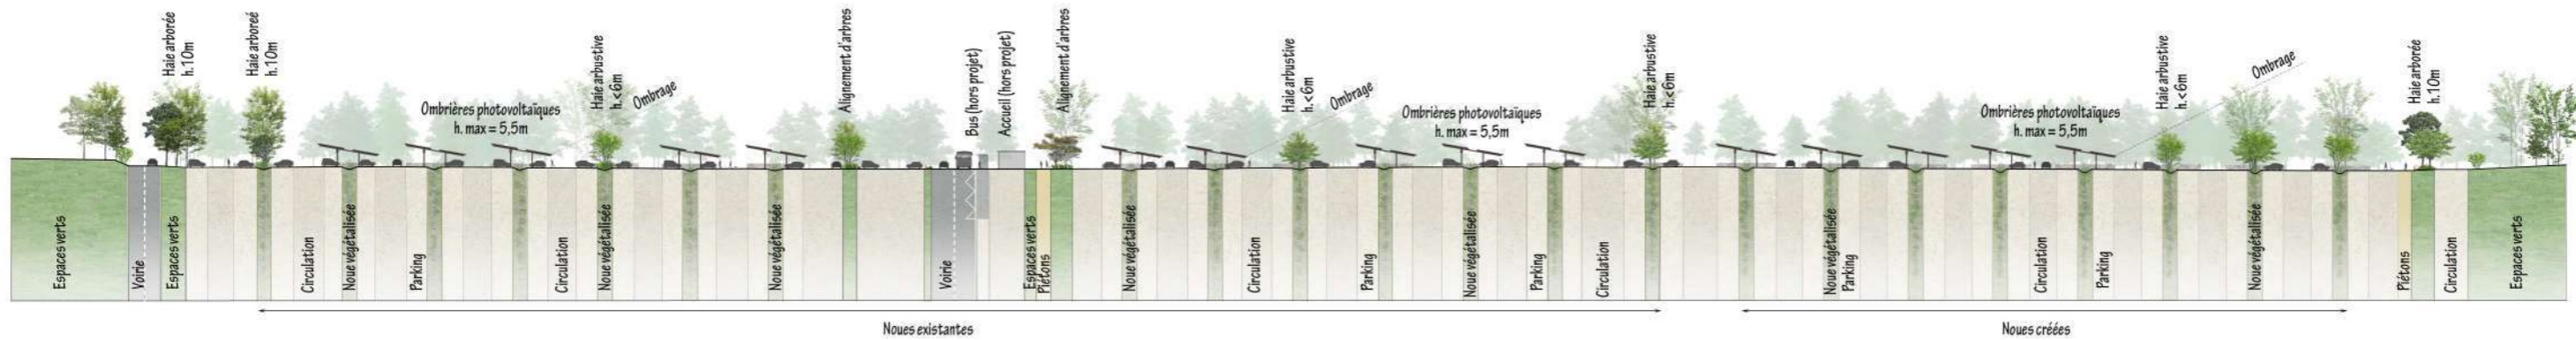 Haie arborée
h.10m
Haie arboreé
h.10m
Ombrières photovoltaïques
h. max = 5,5m
Haie arbustive
h.<6m
Ombrage
Alignement d'arbres
Bus (hors projet)
Accueil (hors projet)
Alignement d'arbres
Haie arbustive
h.<6m
Ombrage
Ombrières photovoltaïques
h. max = 5,5m
Haie arbustive
h.<6m
Ombrières photovoltaïques
h. max = 5,5m
Haie arbustive
h.<6m
Ombrage
Haie arborée
h.10m
Espaces verts
Voirie
Espaces verts
Circulation
Noue végétalisée
Parking
Circulation
Noue végétalisée
Noue végétalisée
Voirie
Espaces verts
Piétons
Noue végétalisée
Circulation
Parking
Noue végétalisée
Parking
Circulation
Noue végétalisée
Parking
Circulation
Parking
Noue végétalisée
Piétons
Circulation
Espaces verts
Noues existantes
Noues créées